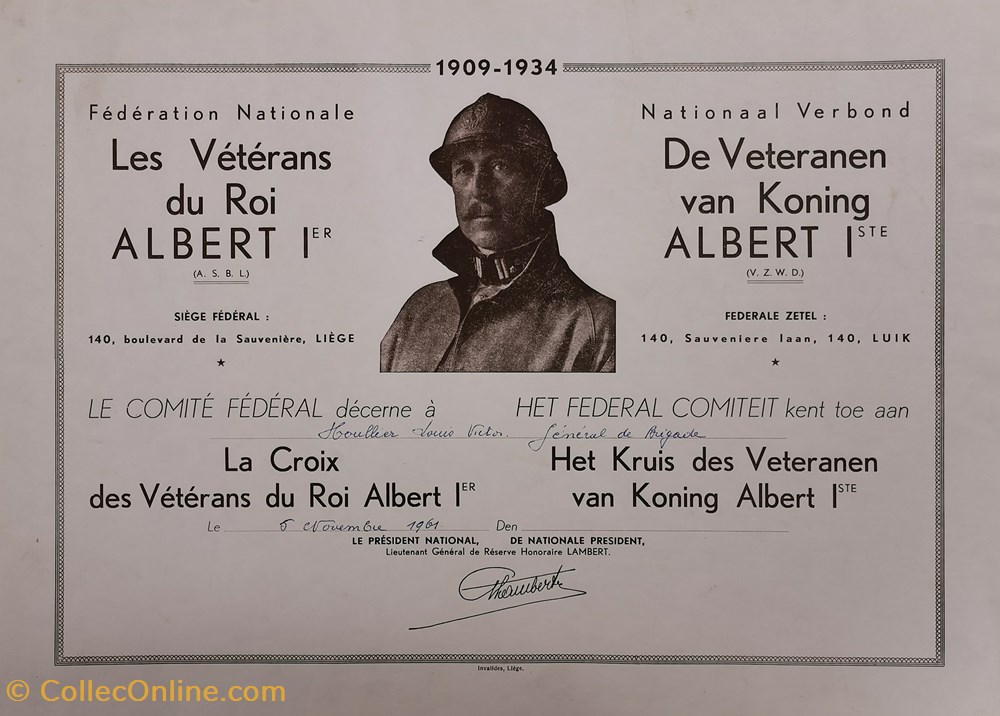 1909-1934
Fédération Nationale
Les Vétérans
du Roi
ALBERT IER
(A. S. B. L.)
SIÈGE FÉDÉRAL :
140, boulevard de la Sauvenière, LIÈGE
★
Nationaal Verbond
De Veteranen
van Koning
ALBERT ISTE
(V. Z. W. D.)
FEDERALE ZETEL :
140, Sauveniere laan, 140, LUIK
★
LE COMITÉ FÉDÉRAL décerne à HET FEDERAL COMITEIT kent toe aan
Houllier Louis Victor. Général de Brigade
La Croix
des Vétérans du Roi Albert IER
Het Kruis des Veteranen
van Koning Albert ISTE
Le 5 Novembre 1961 Den
LE PRÉSIDENT NATIONAL, DE NATIONALE PRESIDENT,
Lieutenant Général de Réserve Honoraire LAMBERT.
Invalides, Liège.
© CollecOnline.com